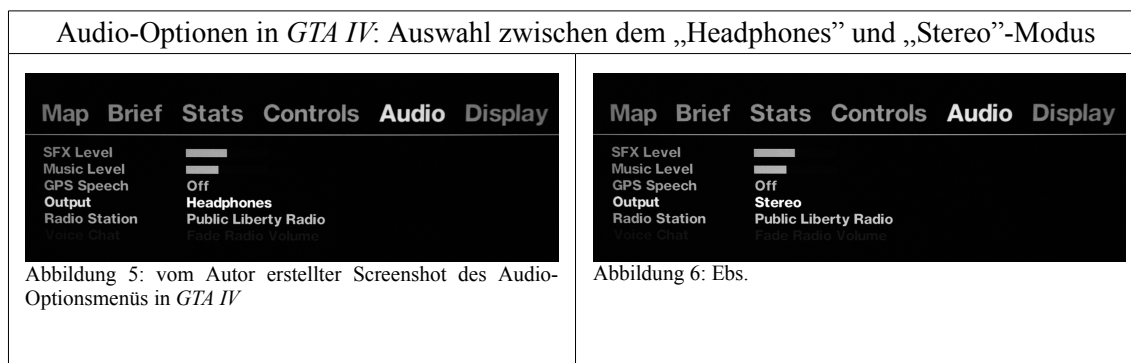 Audio-Optionen in GTA IV: Auswahl zwischen dem „Headphones” und „Stereo”-Modus
Map Brief Stats Controls Audio Display
SFX Level
Music Level
GPS Speech Off
Output Headphones
Radio Station Public Liberty Radio
Voice Chat Fade Radio Volume
Abbildung 5: vom Autor erstellter Screenshot des Audio-
Optionsmenüs in GTA IV
Map Brief Stats Controls Audio Display
SFX Level
Music Level
GPS Speech Off
Output Stereo
Radio Station Public Liberty Radio
Voice Chat Fade Radio Volume
Abbildung 6: Ebs.